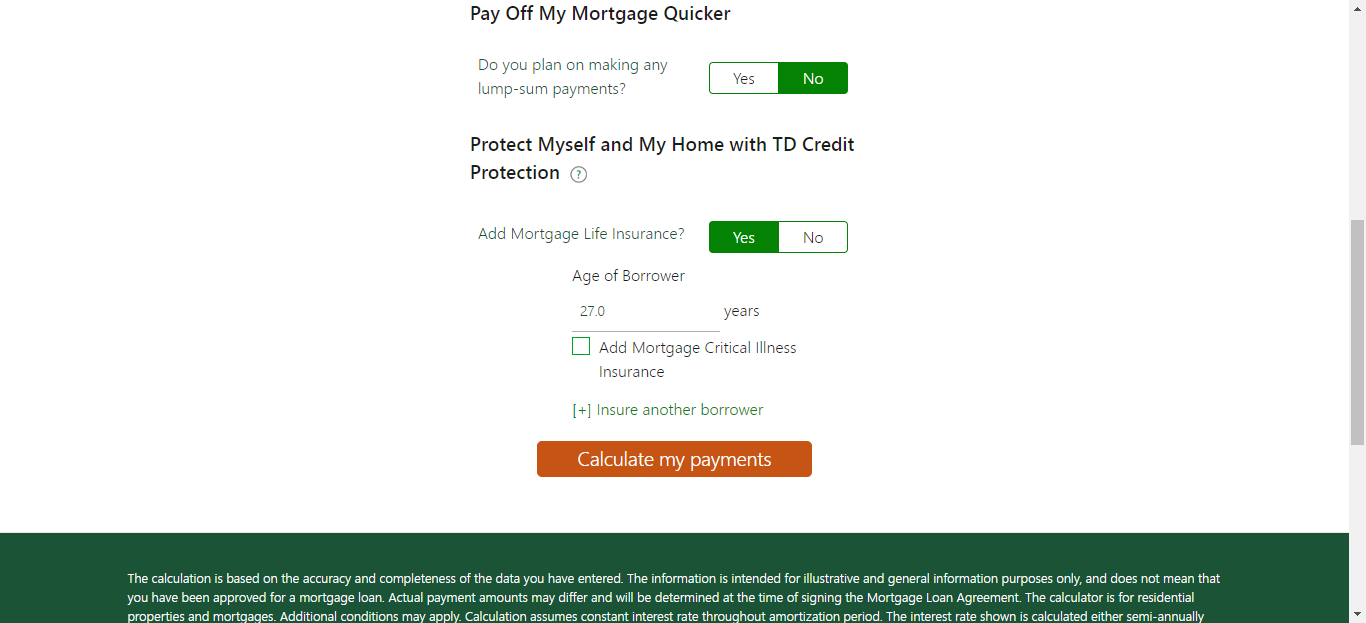 Pay Off My Mortgage Quicker
Do you plan on making any
lump-sum payments?
Yes No
Protect Myself and My Home with TD Credit
Protection ?
Add Mortgage Life Insurance?
Yes No
Age of Borrower
27.0 years
Add Mortgage Critical Illness
Insurance
[+] Insure another borrower
Calculate my payments
The calculation is based on the accuracy and completeness of the data you have entered. The information is intended for illustrative and general information purposes only, and does not mean that
you have been approved for a mortgage loan. Actual payment amounts may differ and will be determined at the time of signing the Mortgage Loan Agreement. The calculator is for residential
properties and mortgages. Additional conditions may apply. Calculation assumes constant interest rate throughout amortization period. The interest rate shown is calculated either semi-annually